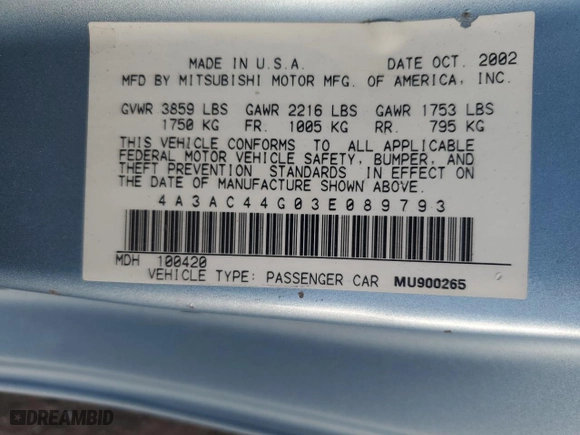 MADE IN U.S.A. DATE OCT. 2002
MFD BY MITSUBISHI MOTOR MFG. OF AMERICA, INC.
GVWR 3859 LBS GAWR 2216 LBS GAWR 1753 LBS
1750 KG FR. 1005 KG RR. 795 KG
THIS VEHICLE CONFORMS TO ALL APPLICABLE
FEDERAL MOTOR VEHICLE SAFETY, BUMPER, AND
THEFT PREVENTION STANDARDS IN EFFECT ON
THE DATE OF MANUFACTURE SHOWN ABOVE.
4A3AC44G03E089793
MDH 100420
VEHICLE TYPE: PASSENGER CAR MU900265
DREAMBID